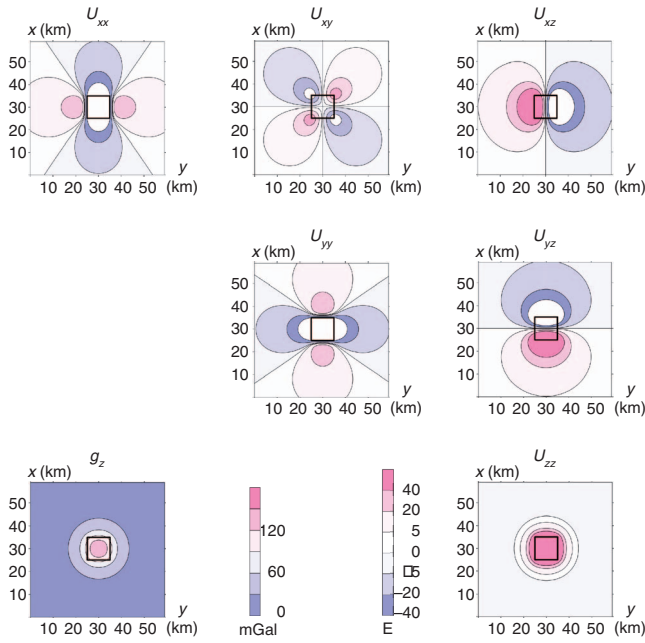 U_xx U_xy U_xz
x (km) x (km) x (km)
50 50 50
40 40 40
30 30 30
20 20 20
10 10 10
y y y
10 20 30 40 50 (km) 10 20 30 40 50 (km) 10 20 30 40 50 (km)
U_yy U_yz
x (km) x (km)
50 50
40 40
30 30
20 20
10 10
y y
10 20 30 40 50 (km) 10 20 30 40 50 (km)
g_z U_zz
x (km) x (km)
50 50
40 40
30 30
20 20
10 10
y y
10 20 30 40 50 (km) 10 20 30 40 50 (km)
120
60
0
mGal
40
20
5
0
□5
−20
−40
E